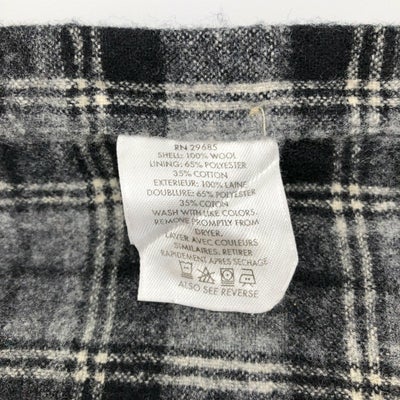 RN 29685
SHELL: 100% WOOL
LINING: 65% POLYESTER
35% COTTON
EXTERIEUR: 100% LAINE
DOUBLURE: 65% POLYESTER
35% COTON
WASH WITH LIKE COLORS.
REMOVE PROMPTLY FROM
DRYER.
LAVER AVEC COULEURS
SIMILAIRES, RETIRER
RAPIDEMENT APRES SECHAGE
ALSO SEE REVERSE